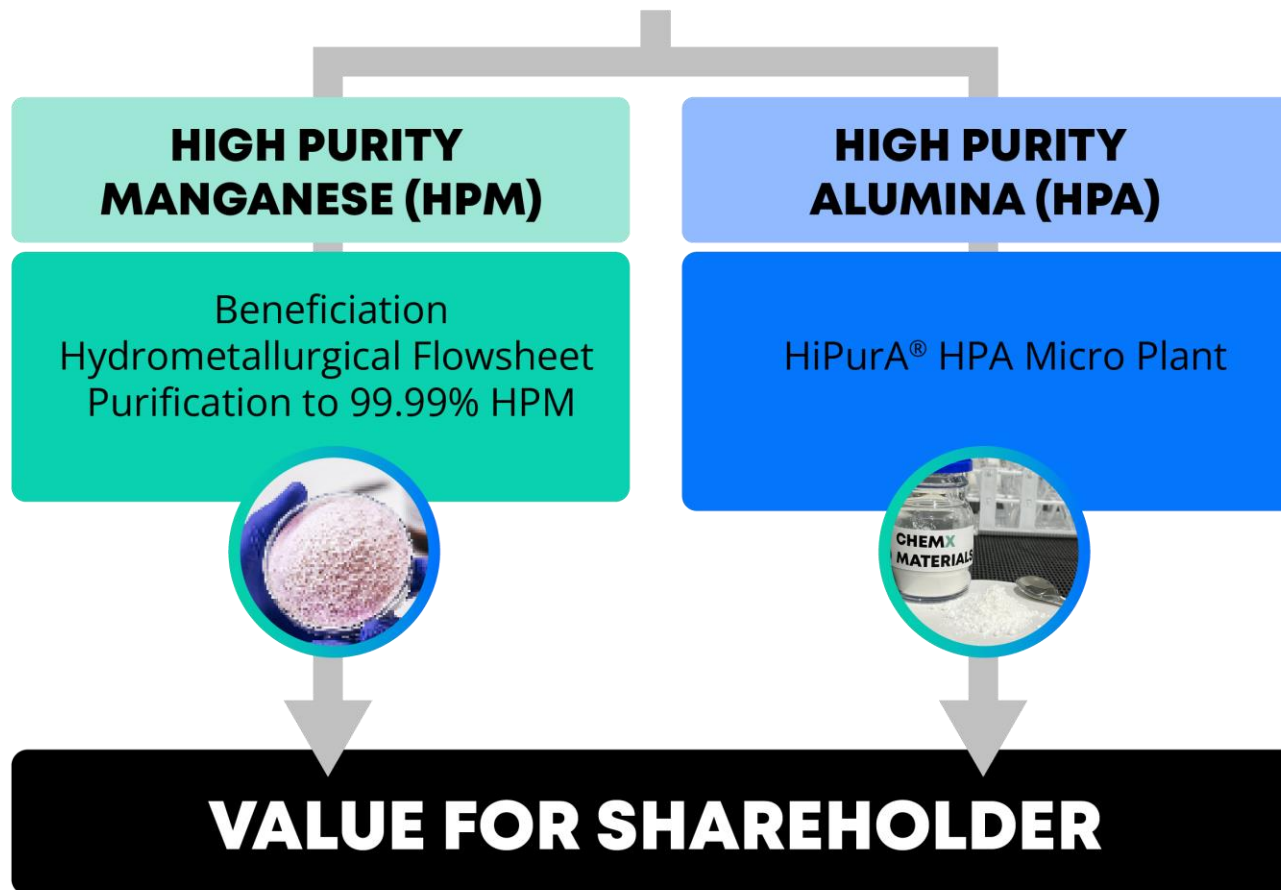 HIGH PURITY
MANGANESE (HPM)
Beneficiation
Hydrometallurgical Flowsheet
Purification to 99.99% HPM
HIGH PURITY
ALUMINA (HPA)
HiPurA® HPA Micro Plant
CHEMX
MATERIALS
VALUE FOR SHAREHOLDER